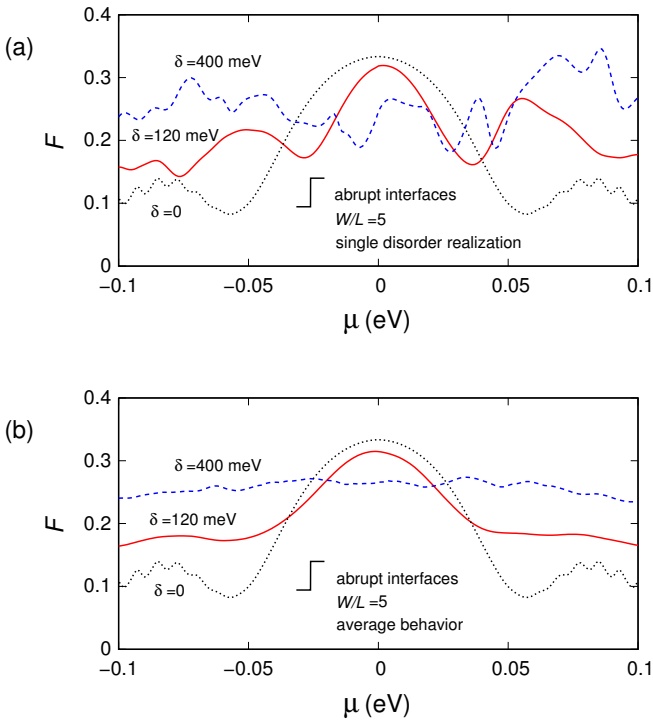 (a)
0.4
0.3
0.2
0.1
0
F
δ=400 meV
δ=120 meV
δ=0
abrupt interfaces
W/L=5
single disorder realization
−0.1
−0.05
0
0.05
0.1
μ (eV)
(b)
0.4
0.3
0.2
0.1
0
F
δ=400 meV
δ=120 meV
δ=0
abrupt interfaces
W/L=5
average behavior
−0.1
−0.05
0
0.05
0.1
μ (eV)